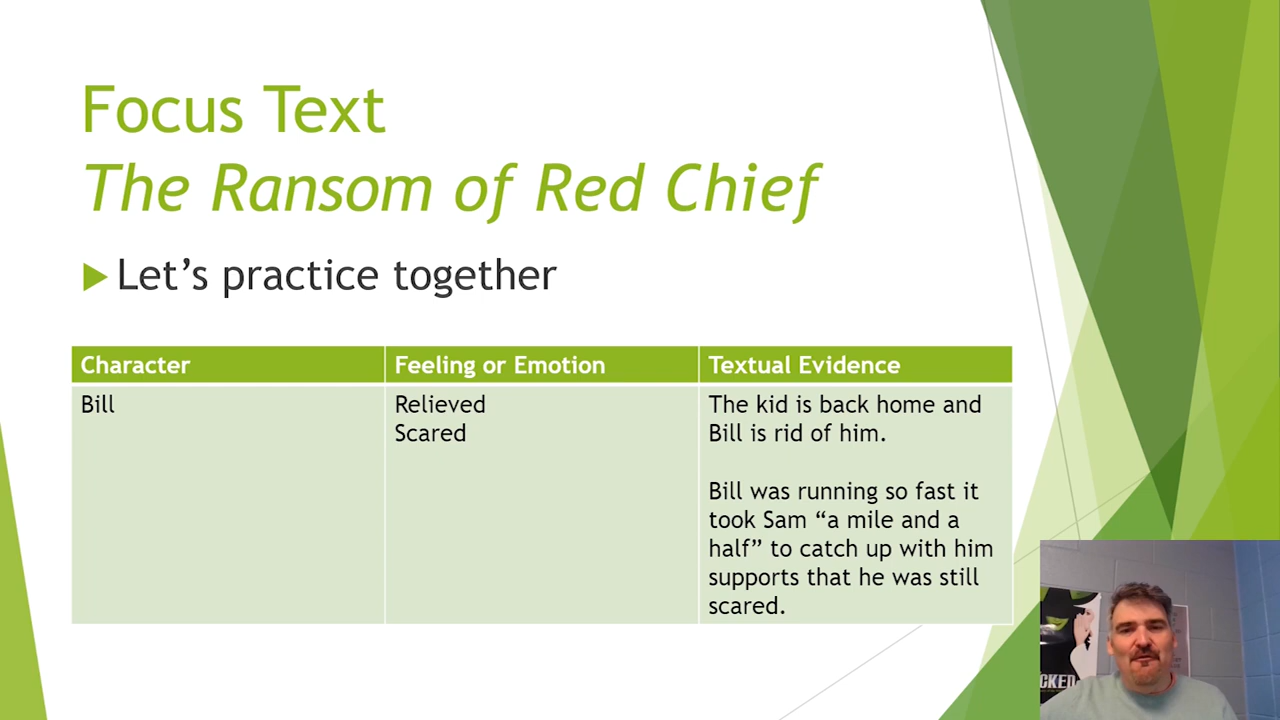 Focus Text
The Ransom of Red Chief
Let’s practice together
Character
Feeling or Emotion
Textual Evidence
Bill
Relieved
Scared
The kid is back home and
Bill is rid of him.
Bill was running so fast it
took Sam “a mile and a
half” to catch up with him
supports that he was still
scared.
CKED